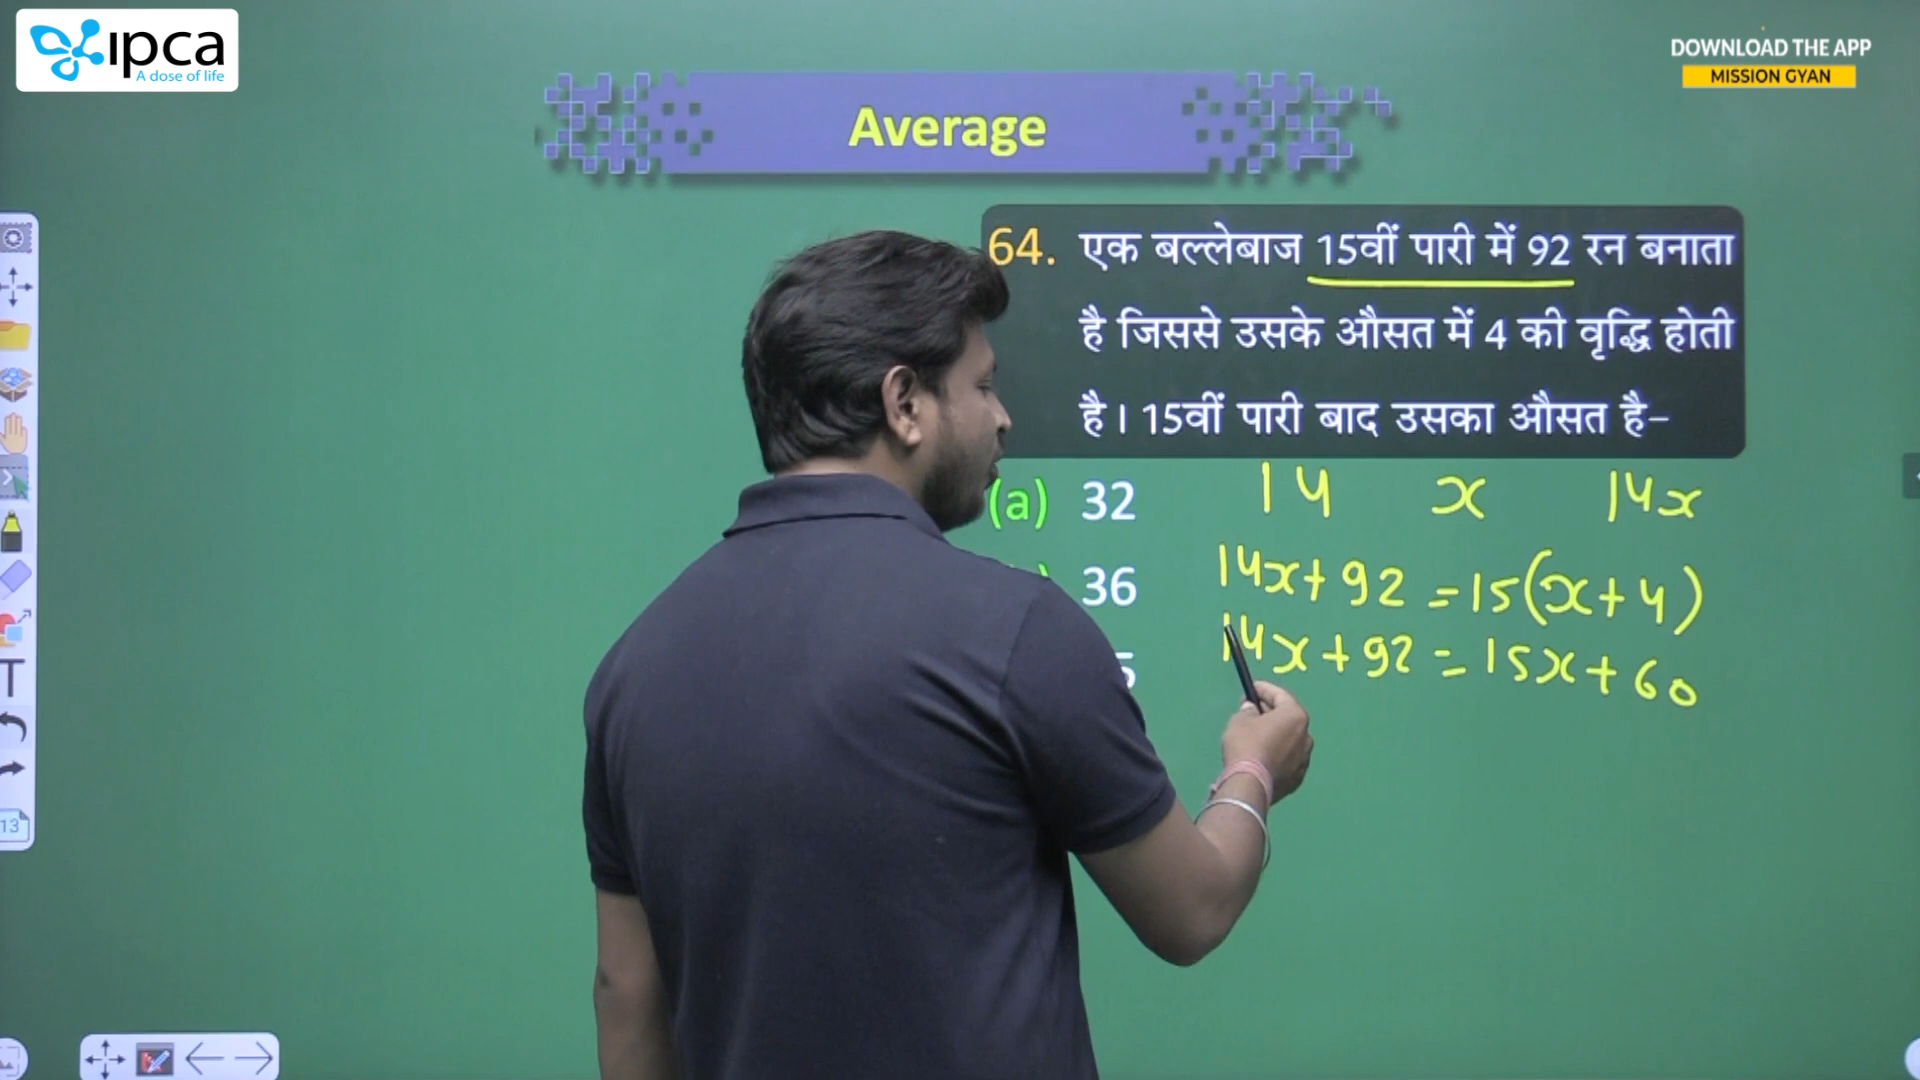 ipca
A dose of life
DOWNLOAD THE APP
MISSION GYAN
Average
64. एक बल्लेबाज 15वीं पारी में 92 रन बनाता
है जिससे उसके औसत में 4 की वृद्धि होती
है। 15वीं पारी बाद उसका औसत है-
(a) 32 14 x 14x
36 14x+92 =15(x+4)
14x+92 = 15x+60
T
13